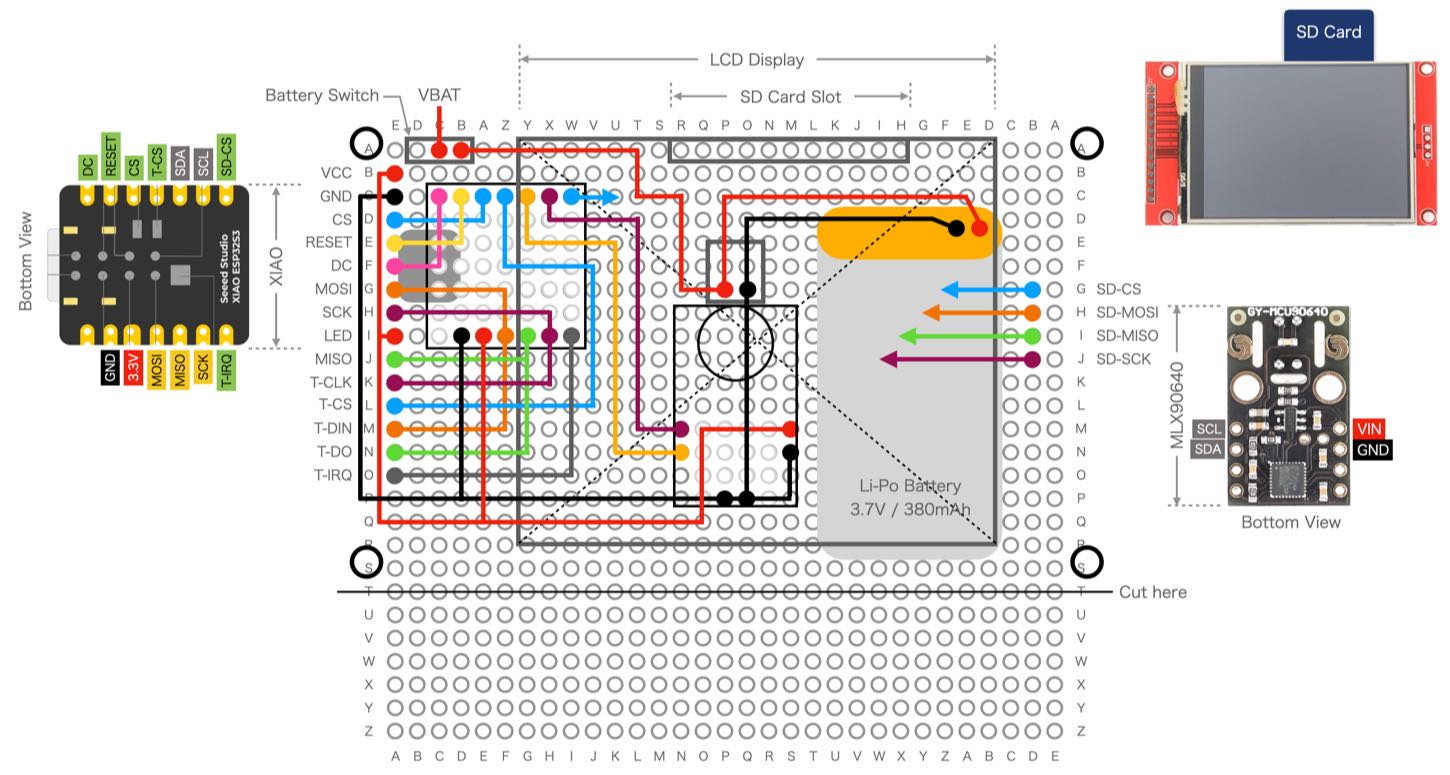 SD Card
LCD Display
Battery Switch
VBAT
SD Card Slot
E D C B A Z Y X W V U T S R Q P O N M L K J I H G F E D C B A
DC
RESET
CS
T-CS
SDA
SCL
SD-CS
Bottom View
Seeed Studio
XIAO ESP32S3
XIAO
GND
3.3V
MOSI
MISO
SCK
T-IRQ
VCC
GND
CS
RESET
DC
MOSI
SCK
LED
MISO
T-CLK
T-CS
T-DIN
T-DO
T-IRQ
A
B
C
D
E
F
G
H
I
J
K
L
M
N
O
P
Q
R
S
T
U
V
W
X
Y
Z
Li-Po Battery
3.7V / 380mAh
A
B
C
D
E
F
G
H
I
J
K
L
M
N
O
P
Q
R
S
T
U
V
W
X
Y
Z
SD-CS
SD-MOSI
SD-MISO
SD-SCK
Cut here
A B C D E F G H I J K L M N O P Q R S T U V W X Y Z A B C D E
GY-MCU90640
MLX90640
SCL
SDA
VIN
GND
Bottom View